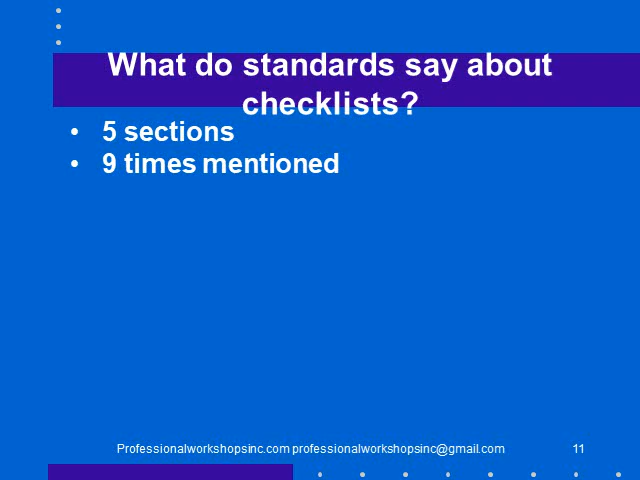 What do standards say about
checklists?
• 5 sections
• 9 times mentioned
Professionalworkshopsinc.com professionalworkshopsinc@gmail.com 11